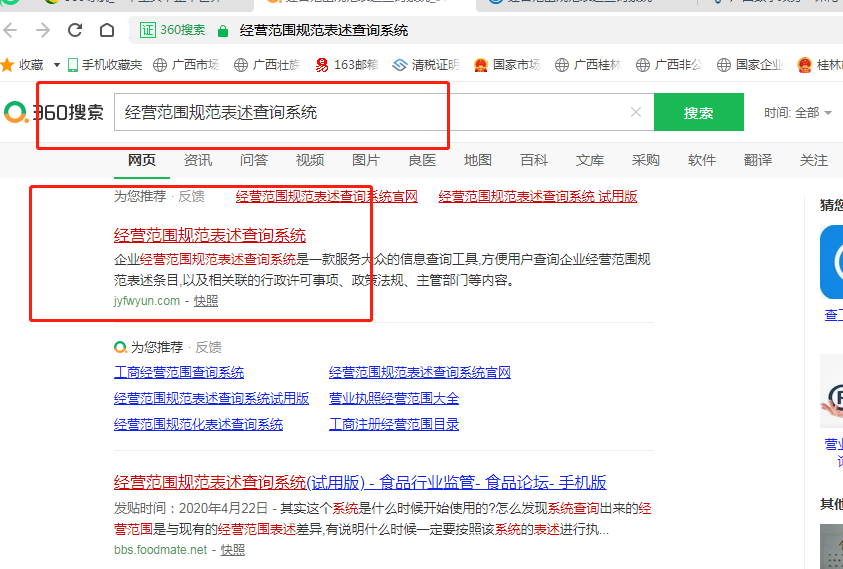 证 360搜索 经营范围规范表述查询系统
收藏 手机收藏夹 广西市场 广西壮族 163邮箱 清税证明 国家市场 广西桂林 广西非公 国家企业 桂林市
360搜索 经营范围规范表述查询系统 搜索 时间: 全部
网页 资讯 问答 视频 图片 良医 地图 百科 文库 采购 软件 翻译 关注
为您推荐 · 反馈 经营范围规范表述查询系统官网 经营范围规范表述查询系统 试用版
经营范围规范表述查询系统
企业经营范围规范表述查询系统是一款服务大众的信息查询工具,方便用户查询企业经营范围规
范表述条目,以及相关联的行政许可事项、政策法规、主管部门等内容。
jyfwyun.com - 快照
为您推荐 · 反馈
工商经营范围查询系统 经营范围规范表述查询系统官网
经营范围规范表述查询系统试用版 营业执照经营范围大全
经营范围规范化表述查询系统 工商注册经营范围目录
经营范围规范表述查询系统(试用版) - 食品行业监管- 食品论坛- 手机版
发贴时间：2020年4月22日 - 其实这个系统是什么时候开始使用的?怎么发现系统查询出来的经
营范围是与现有的经营范围表述差异,有说明什么时候一定要按照该系统的表述进行执...
bbs.foodmate.net - 快照
猜您
查工
营业
其他